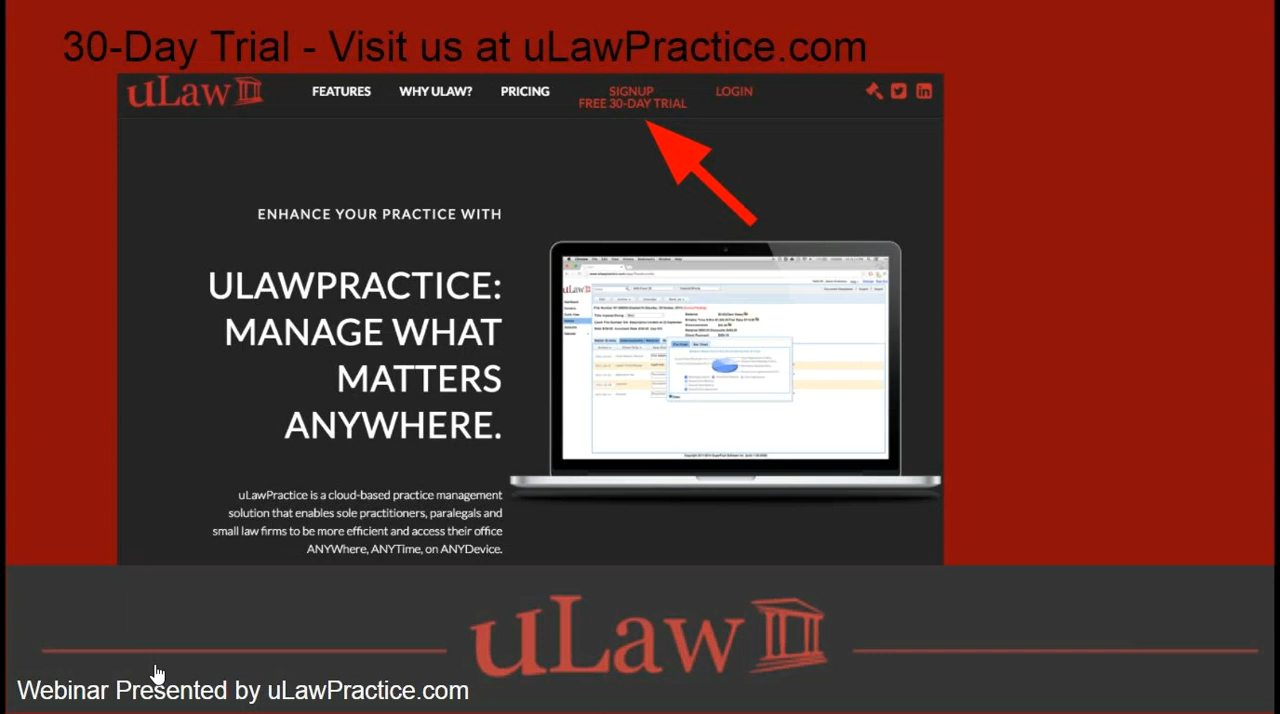 30-Day Trial - Visit us at uLawPractice.com
uLaw
FEATURES WHY ULAW? PRICING SIGNUP LOGIN
FREE 30-DAY TRIAL
ENHANCE YOUR PRACTICE WITH
ULAWPRACTICE:
MANAGE WHAT
MATTERS
ANYWHERE.
uLawPractice is a cloud-based practice management
solution that enables sole practitioners, paralegals and
small law firms to be more efficient and access their office
ANYWhere, ANYTime, on ANYDevice.
uLaw
Webinar Presented by uLawPractice.com